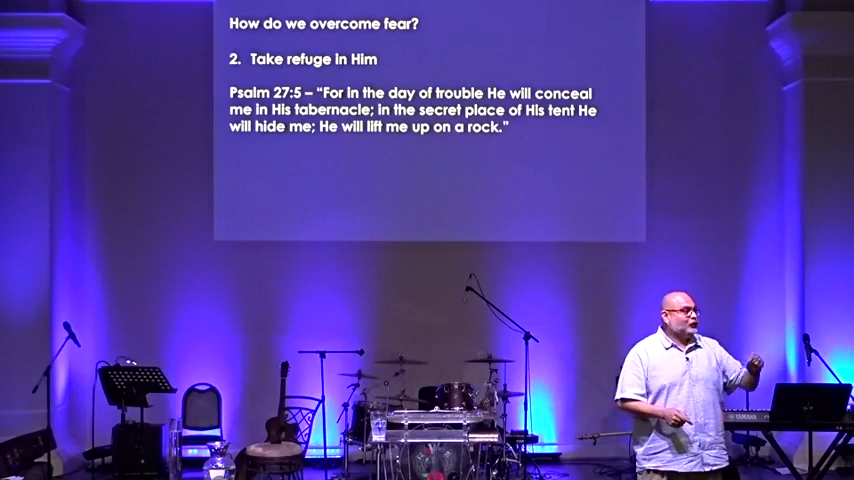 How do we overcome fear?
2. Take refuge in Him
Psalm 27:5 – “For in the day of trouble He will conceal
me in His tabernacle; in the secret place of His tent He
will hide me; He will lift me up on a rock.”
YAMAHA